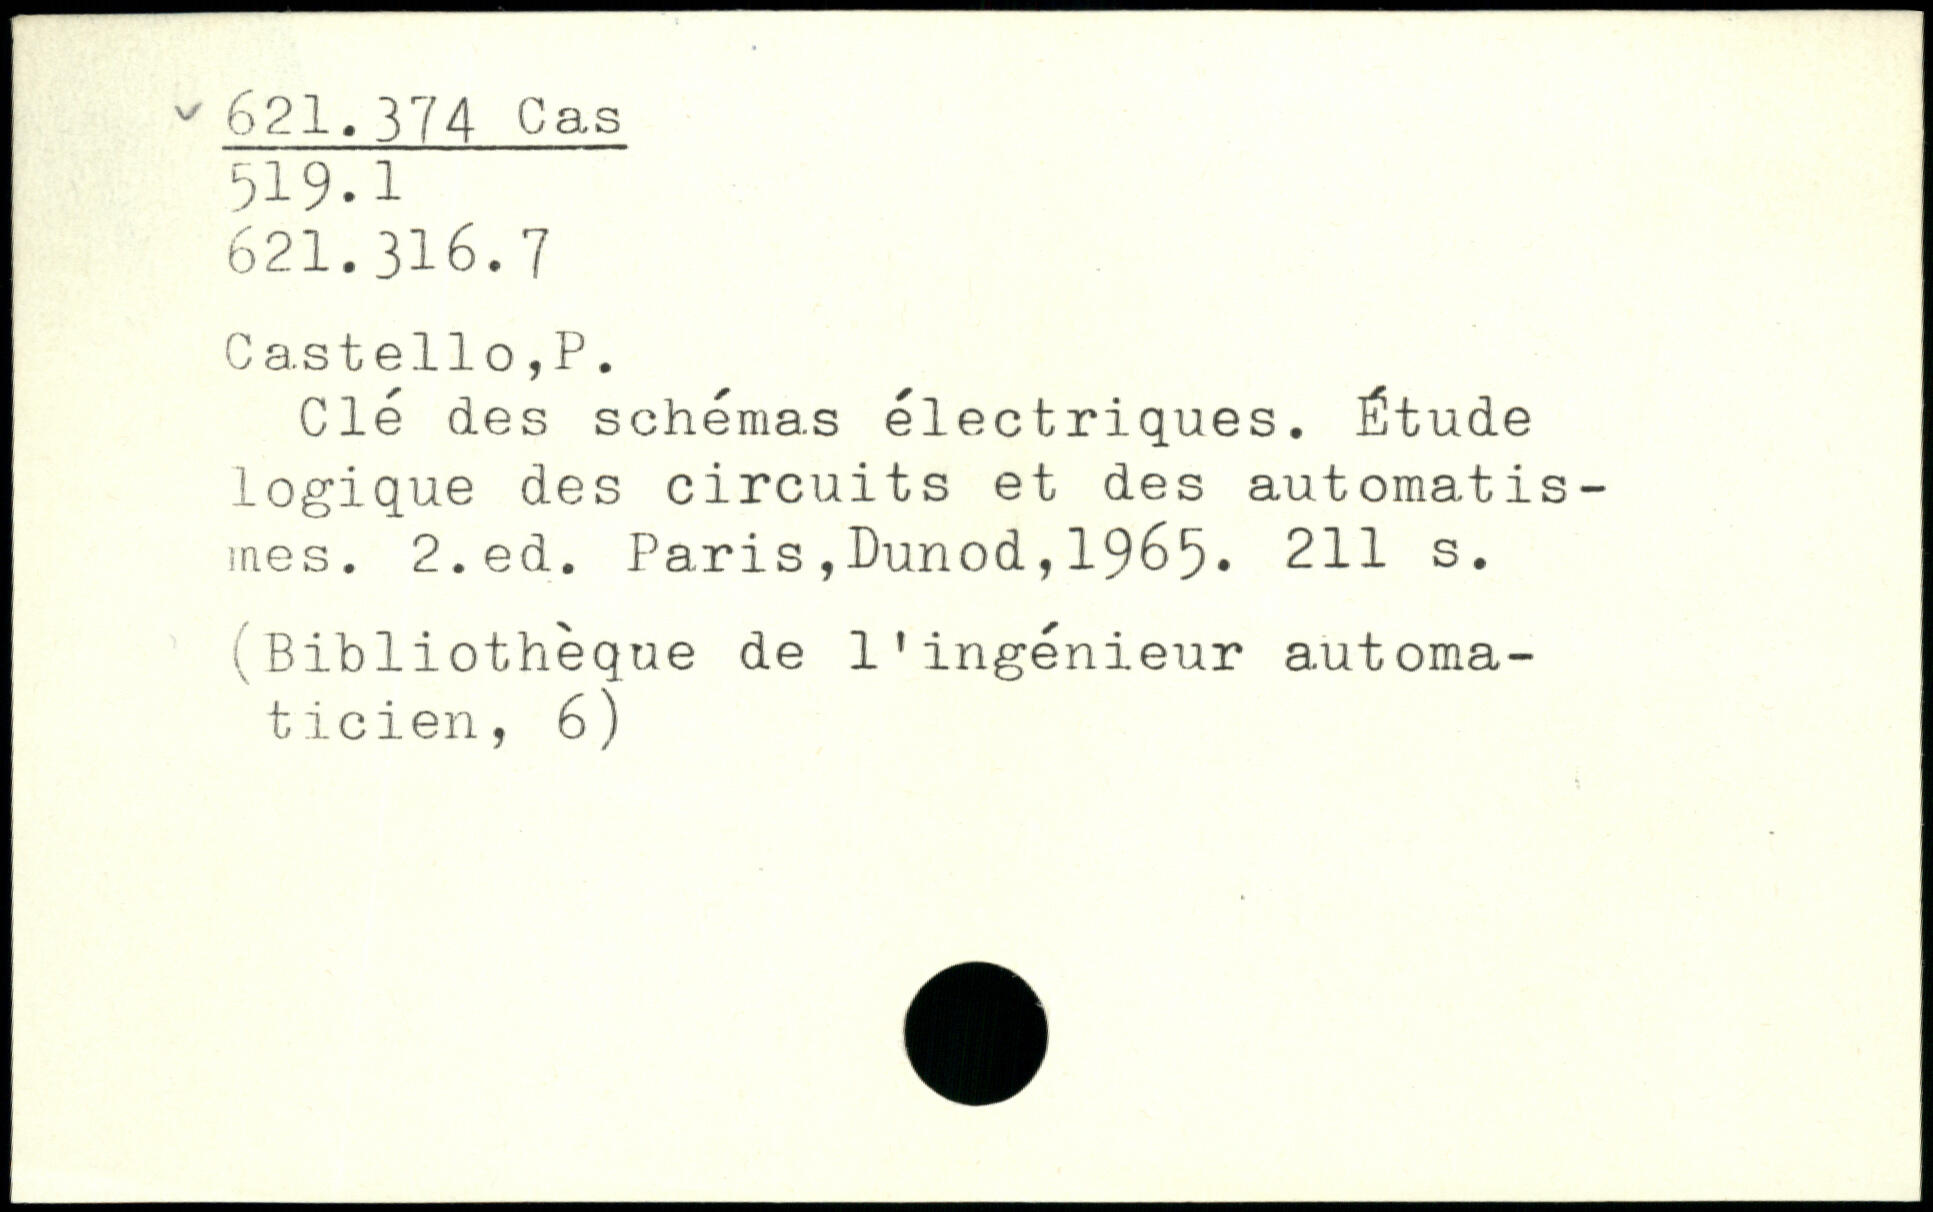 621.374 Cas
519.1
621.316.7
Castello,P.
Clé des schémas électriques. Étude
logique des circuits et des automatis-
mes. 2.ed. Paris,Dunod,1965. 211 s.
(Bibliothèque de l'ingénieur automa-
ticien, 6)